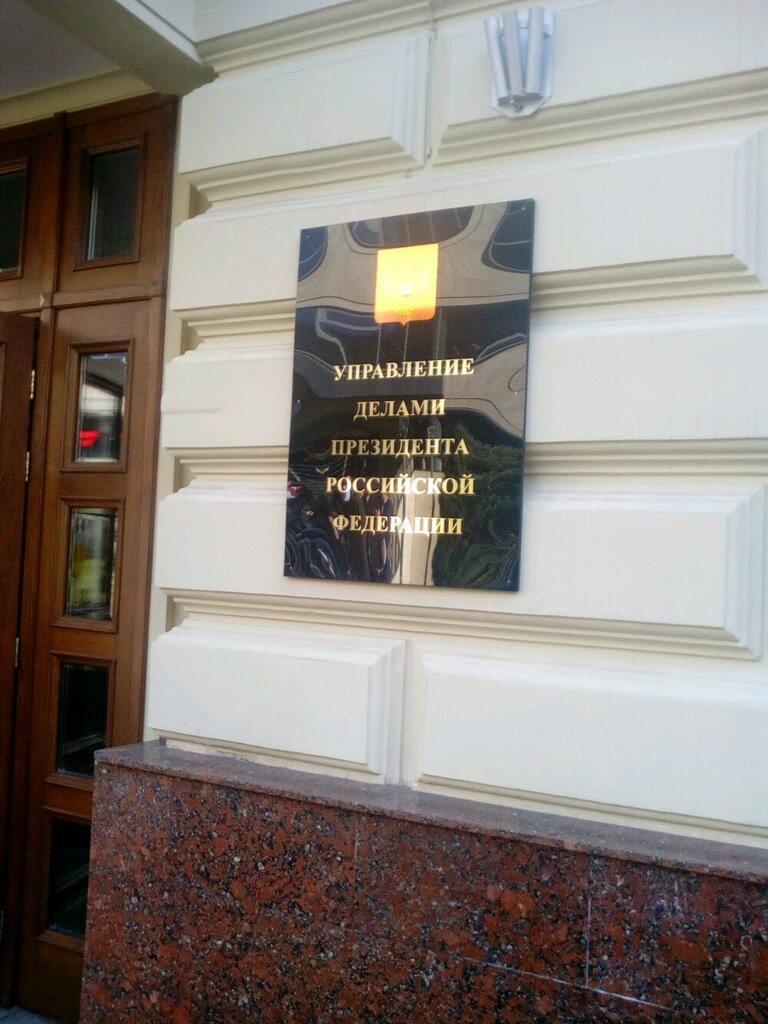 УПРАВЛЕНИЕ
ДЕЛАМИ
ПРЕЗИДЕНТА
РОССИЙСКОЙ
ФЕДЕРАЦИИ